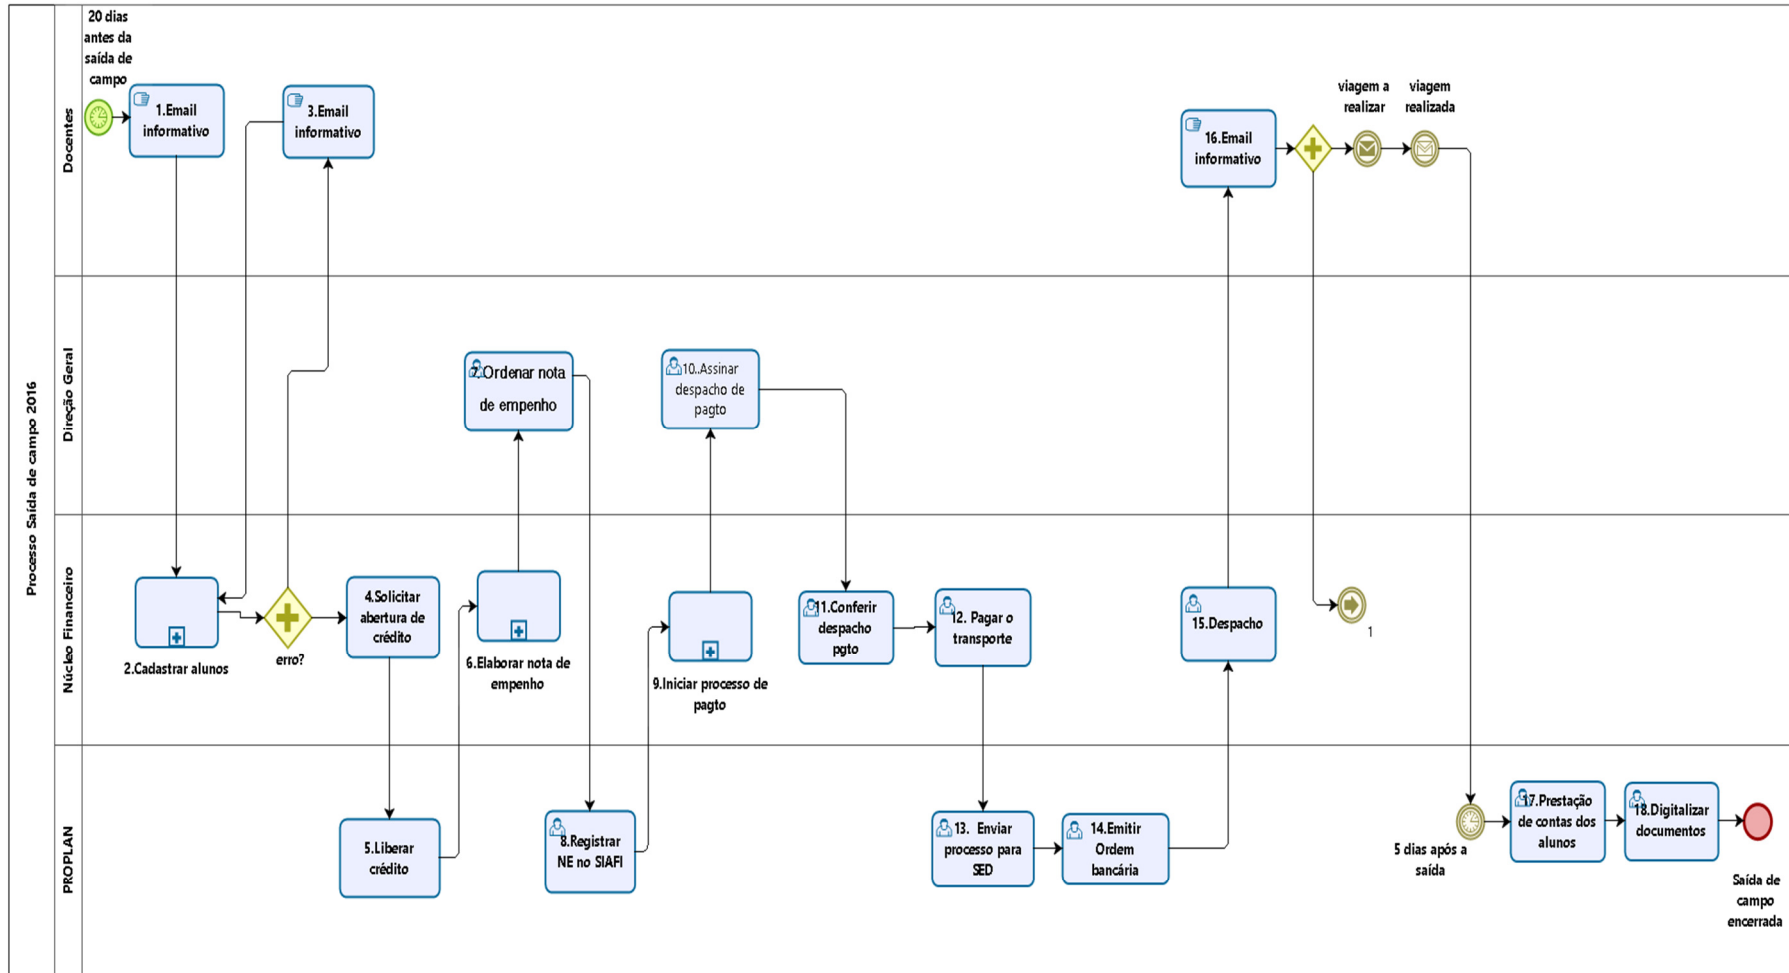 Processo Saída de campo 2016
Docentes
20 dias
antes da
saída de
campo
1.Email
informativo
3.Email
informativo
16.Email
informativo
viagem a
realizar
viagem
realizada
Direção Geral
7.Ordenar nota
de empenho
10..Assinar
despacho de
pagto
Núcleo Financeiro
2.Cadastrar alunos
erro?
4.Solicitar
abertura de
crédito
6.Elaborar nota de
empenho
9.Iniciar processo de
pagto
11.Conferir
despacho
pgto
12. Pagar o
transporte
15.Despacho
1
PROPLAN
5.Liberar
crédito
8.Registrar
NE no SIAFI
13. Enviar
processo para
SED
14.Emitir
Ordem
bancária
5 dias após a
saída
17.Prestação
de contas dos
alunos
18.Digitalizar
documentos
Saída de
campo
encerrada